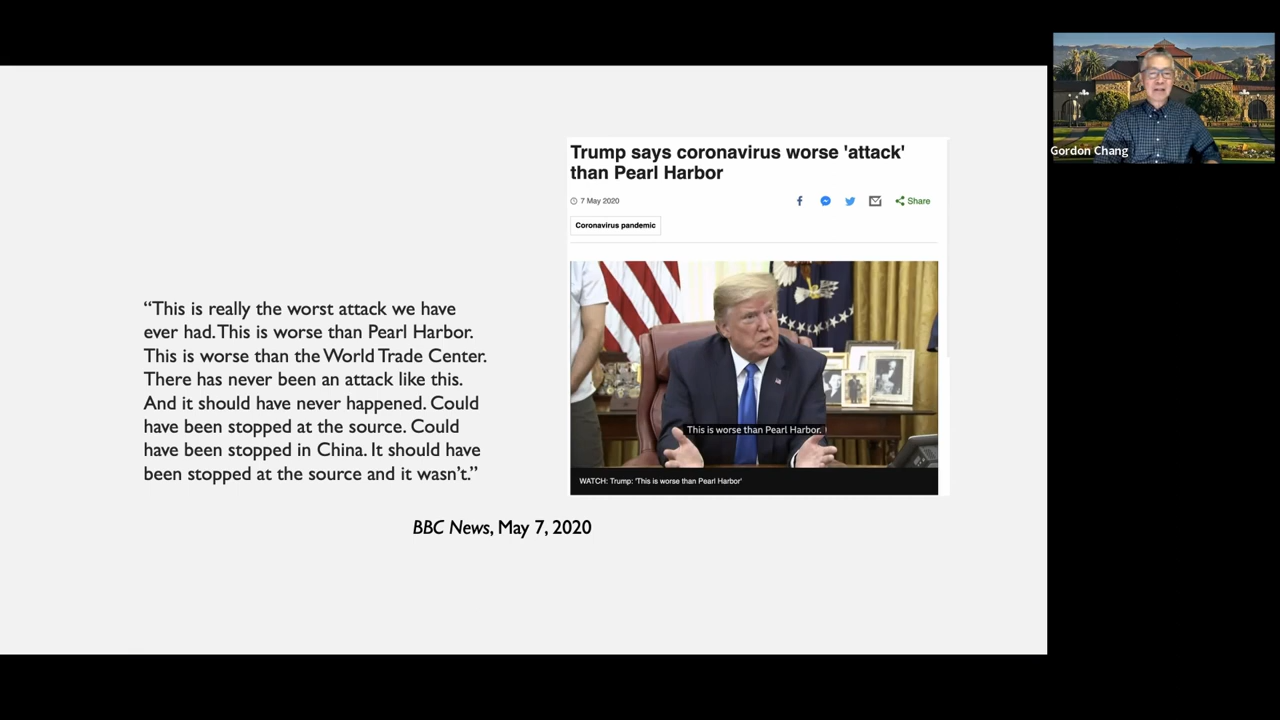 Trump says coronavirus worse 'attack'
than Pearl Harbor
7 May 2020
Share
Coronavirus pandemic
This is worse than Pearl Harbor.
WATCH: Trump: 'This is worse than Pearl Harbor'
“This is really the worst attack we have
ever had. This is worse than Pearl Harbor.
This is worse than the World Trade Center.
There has never been an attack like this.
And it should have never happened. Could
have been stopped at the source. Could
have been stopped in China. It should have
been stopped at the source and it wasn’t.”
BBC News, May 7, 2020
Gordon Chang